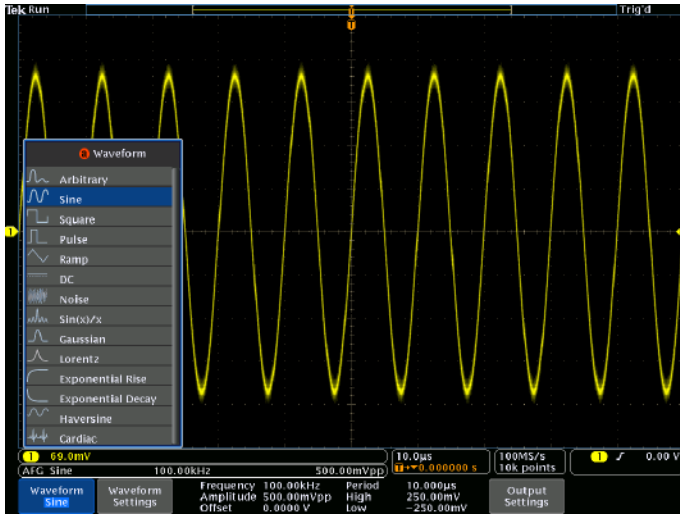 Tek Run Trig'd
T
T
a Waveform
Arbitrary
Sine
Square
Pulse
Ramp
DC
Noise
Sin(x)/x
Gaussian
Lorentz
Exponential Rise
Exponential Decay
Haversine
Cardiac
1
1 69.0mV 10.0µs 100MS/s 1 0.00 V
AFG Sine 100.00kHz 500.00mVpp T→▼0.000000 s 10k points
Waveform Sine
Waveform Settings
Frequency 100.00kHz Period 10.000µs
Amplitude 500.00mVpp High 250.00mV
Offset 0.0000 V Low −250.00mV
Output Settings